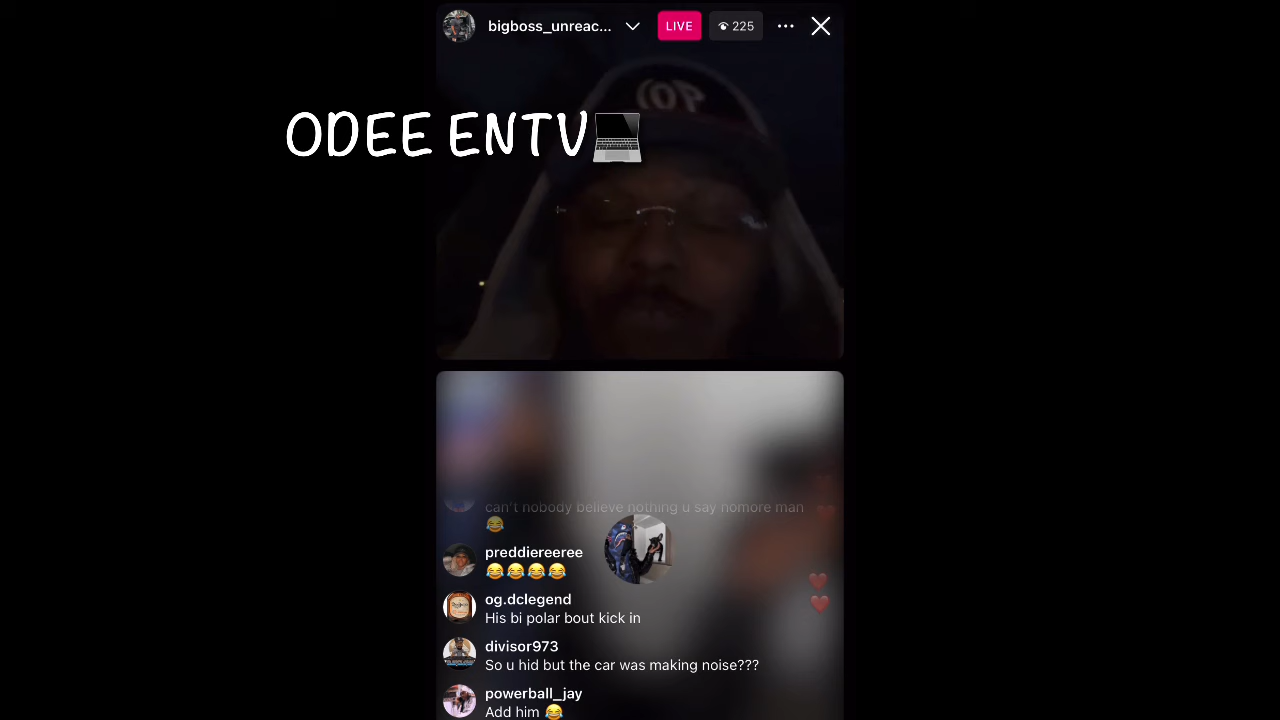 bigboss_unreac...
LIVE
225
ODEE ENTV
can't nobody believe nothing u say nomore man
😂
preddiereeree
😂😂😂😂
og.dclegend
His bi polar bout kick in
divisor973
So u hid but the car was making noise???
powerball_jay
Add him 😂